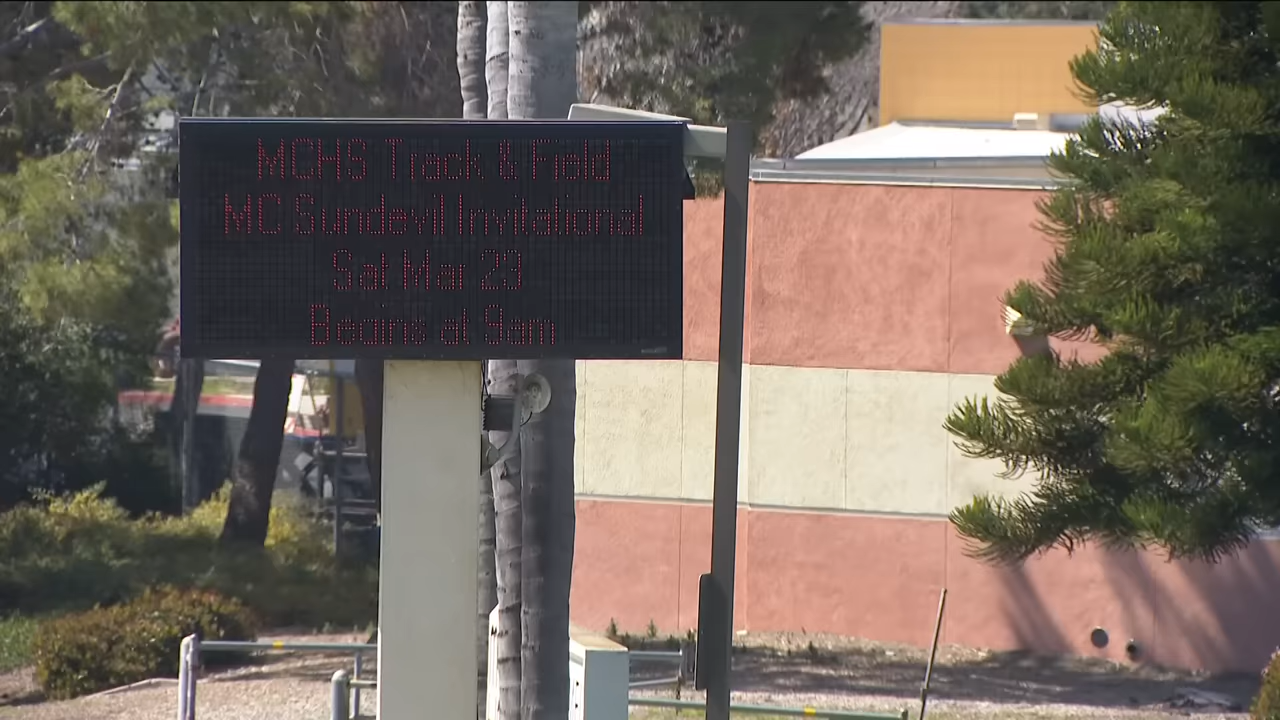 MCHS Track & Field
MC Sundevil Invitational
Sat Mar 23
Begins at 9am